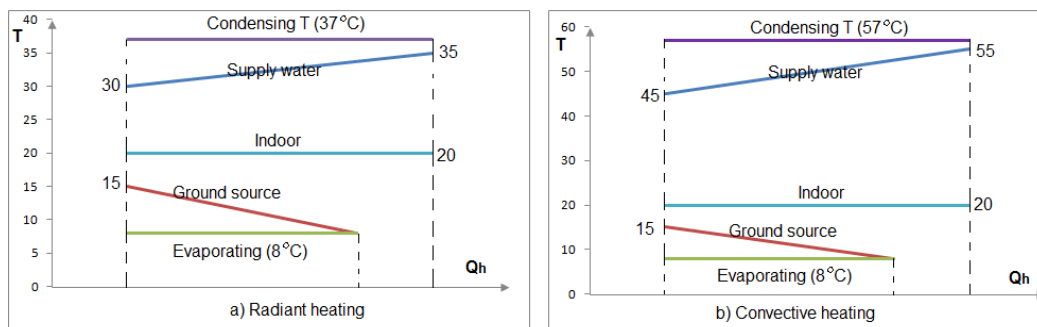 40
T
35
30
25
20
15
10
5
0
Condensing T (37°C)
35
Supply water
30
Indoor
20
15
Ground source
Evaporating (8°C)
Qh
a) Radiant heating
60
T
50
40
30
20
10
0
Condensing T (57°C)
55
Supply water
45
Indoor
20
15
Ground source
Evaporating (8°C)
Qh
b) Convective heating